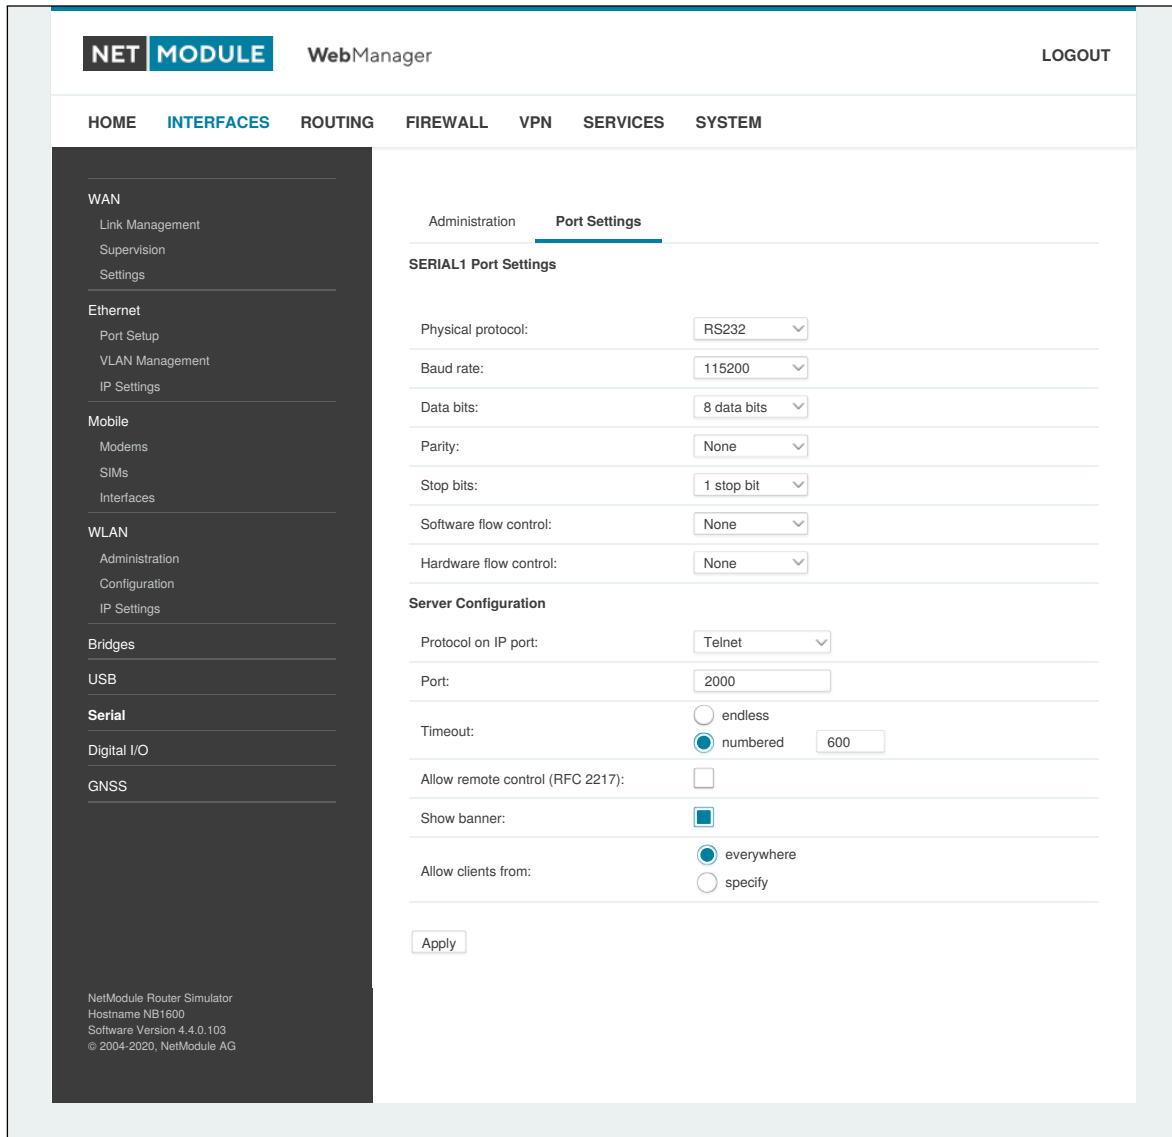 NET MODULE WebManager LOGOUT
HOME INTERFACES ROUTING FIREWALL VPN SERVICES SYSTEM
WAN
Link Management
Supervision
Settings
Ethernet
Port Setup
VLAN Management
IP Settings
Mobile
Modems
SIMs
Interfaces
WLAN
Administration
Configuration
IP Settings
Bridges
USB
Serial
Digital I/O
GNSS
NetModule Router Simulator
Hostname NB1600
Software Version 4.4.0.103
© 2004-2020, NetModule AG
Administration Port Settings
SERIAL1 Port Settings
Physical protocol: RS232
Baud rate: 115200
Data bits: 8 data bits
Parity: None
Stop bits: 1 stop bit
Software flow control: None
Hardware flow control: None
Server Configuration
Protocol on IP port: Telnet
Port: 2000
Timeout: endless
numbered 600
Allow remote control (RFC 2217):
Show banner:
Allow clients from: everywhere
specify
Apply